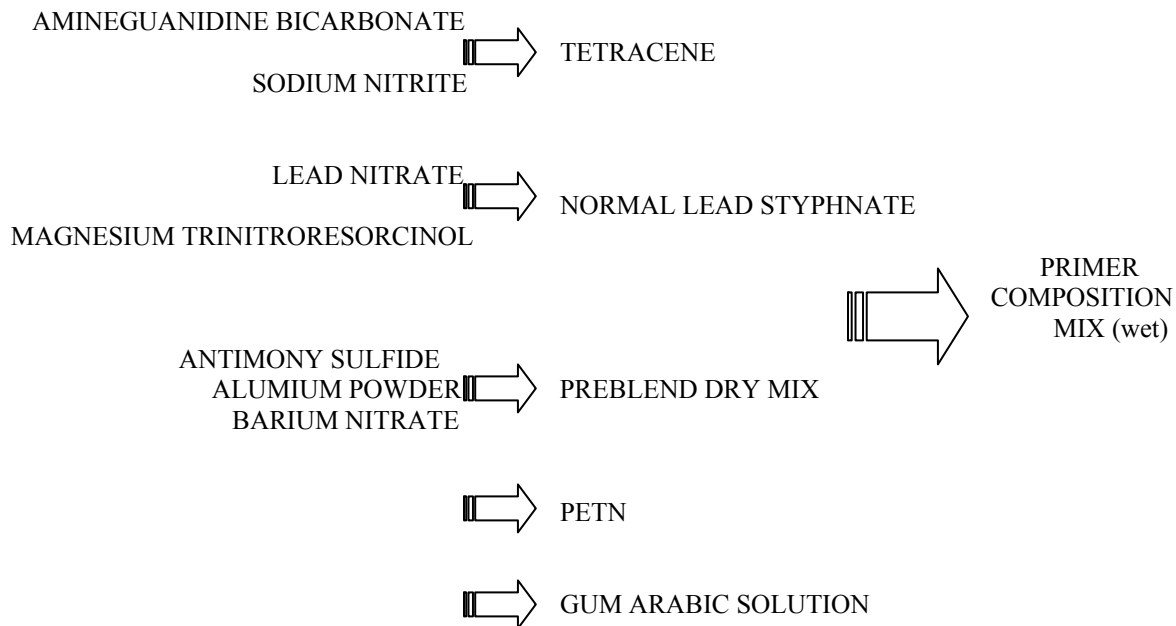 AMINEGUANIDINE BICARBONATE
TETRACENE
SODIUM NITRITE
LEAD NITRATE
NORMAL LEAD STYPHNATE
MAGNESIUM TRINITRORESORCINOL
PRIMER
COMPOSITION
MIX (wet)
ANTIMONY SULFIDE
ALUMIUM POWDER
PREBLEND DRY MIX
BARIUM NITRATE
PETN
GUM ARABIC SOLUTION